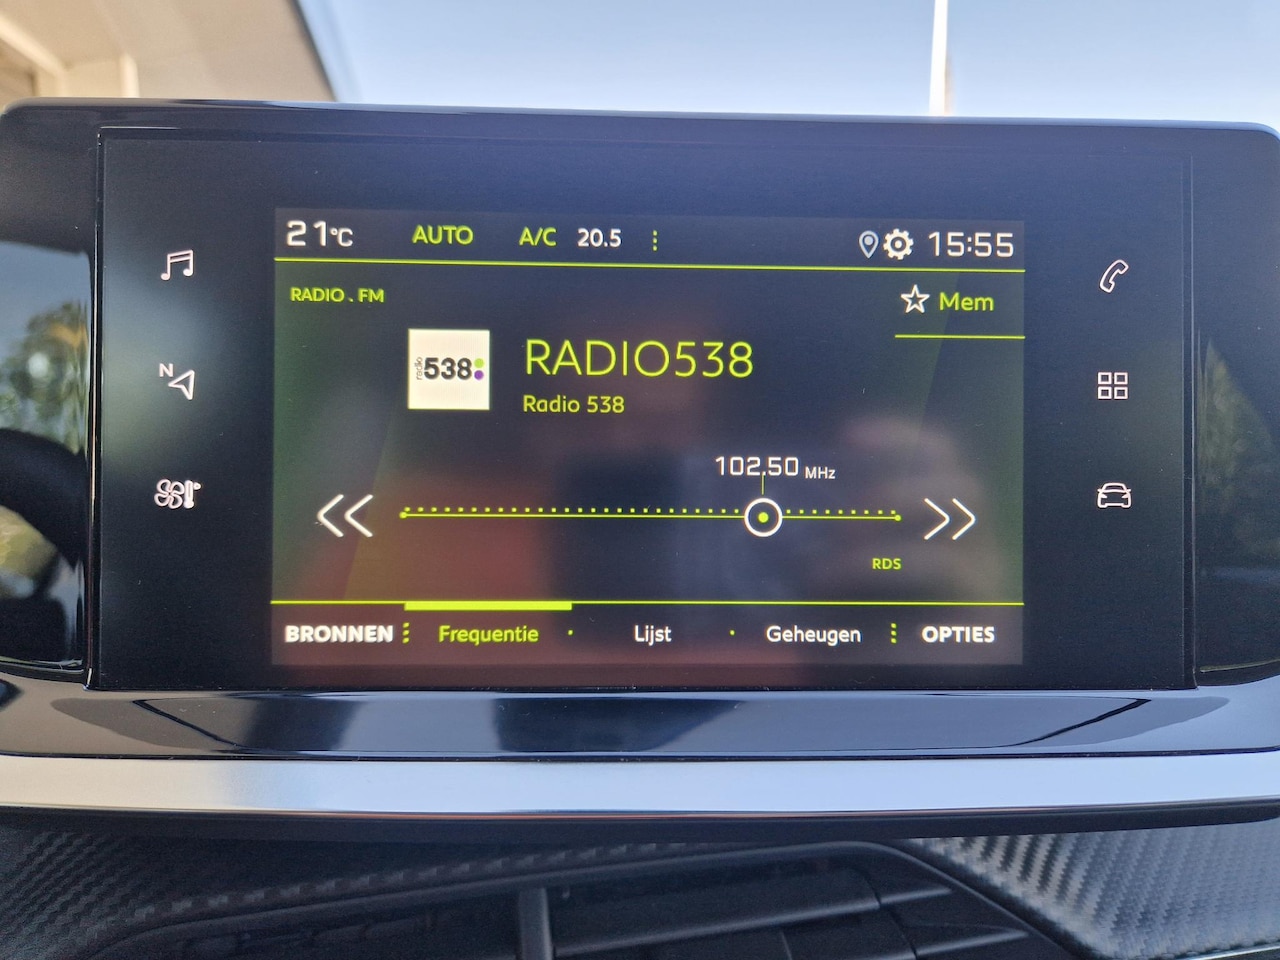 21°C AUTO A/C 20.5 15:55
RADIO . FM
Mem
radio 538
RADIO538
Radio 538
102.50 MHz
RDS
BRONNEN Frequentie Lijst Geheugen OPTIES
N